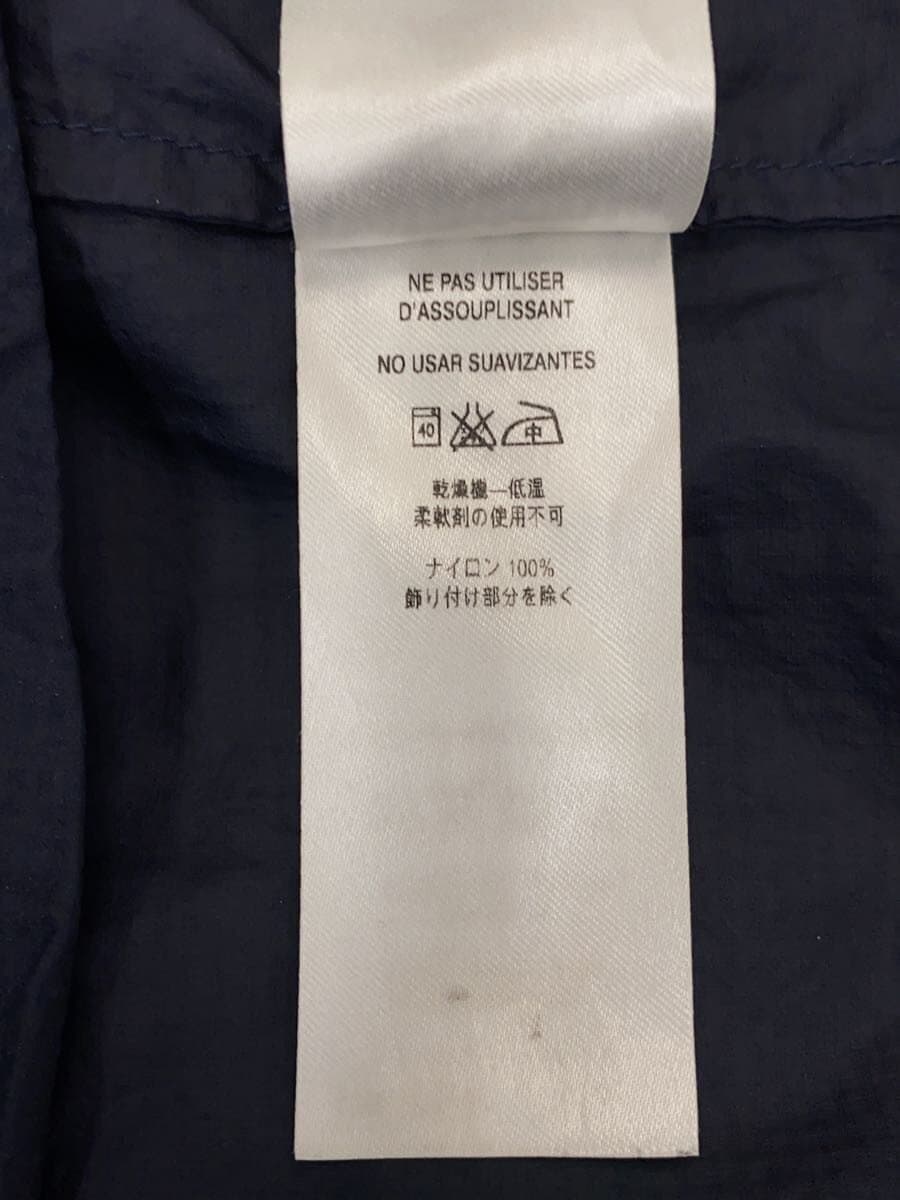 NE PAS UTILISER
D'ASSOUPLISSANT
NO USAR SUAVIZANTES
40 中
乾燥機—低温
柔軟剤の使用不可
ナイロン 100%
飾り付け部分を除く